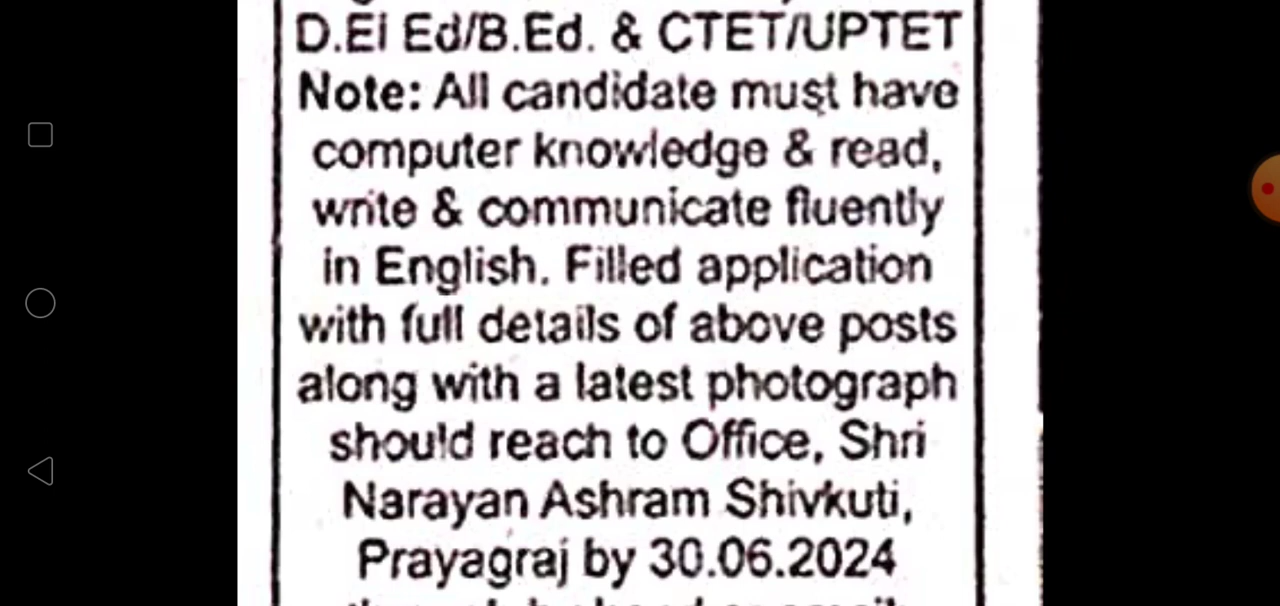 D.El Ed/B.Ed. & CTET/UPTET
Note: All candidate must have
computer knowledge & read,
write & communicate fluently
in English. Filled application
with full details of above posts
along with a latest photograph
should reach to Office, Shri
Narayan Ashram Shivkuti,
Prayagraj by 30.06.2024